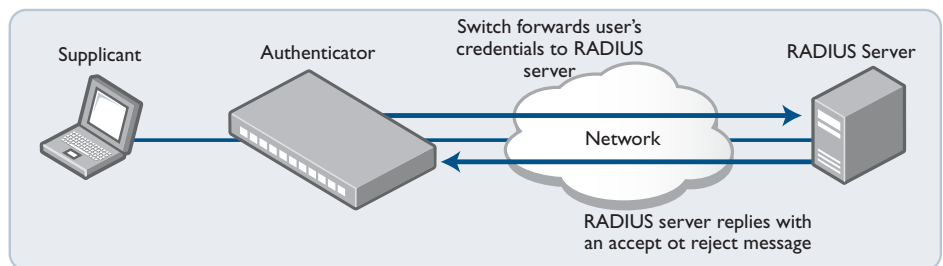 Supplicant
Authenticator
Switch forwards user's
credentials to RADIUS
server
RADIUS Server
Network
RADIUS server replies with
an accept ot reject message